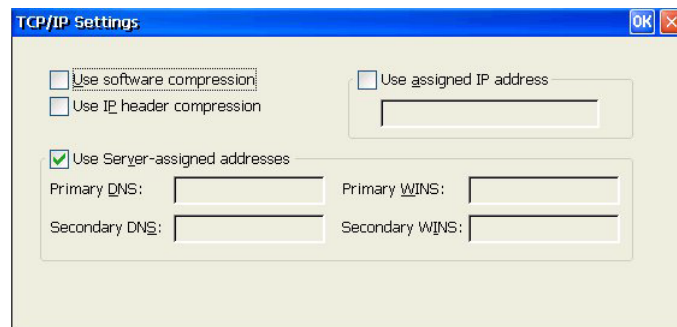 TCP/IP Settings OK
Use software compression
Use IP header compression
Use assigned IP address
Use Server-assigned addresses
Primary DNS: Primary WINS:
Secondary DNS: Secondary WINS: